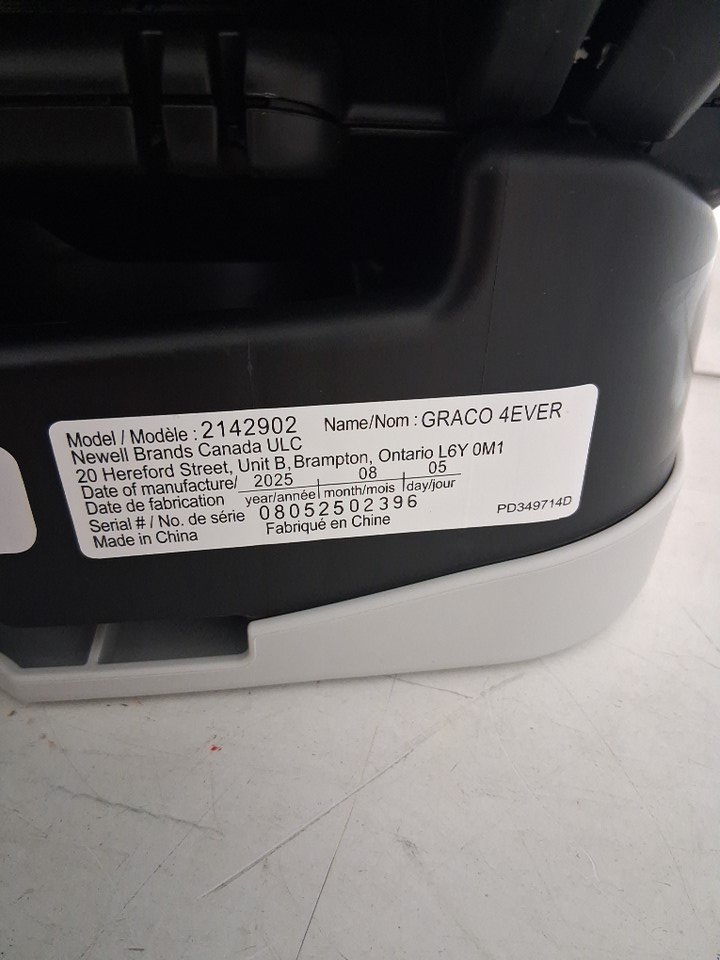 Model / Modèle : 2142902 Name/Nom : GRACO 4EVER
Newell Brands Canada ULC
20 Hereford Street, Unit B, Brampton, Ontario L6Y 0M1
Date of manufacture/ 2025 08 05
Date de fabrication year/année month/mois day/jour
Serial # / No. de série 08052502396
Made in China Fabriqué en Chine PD349714D